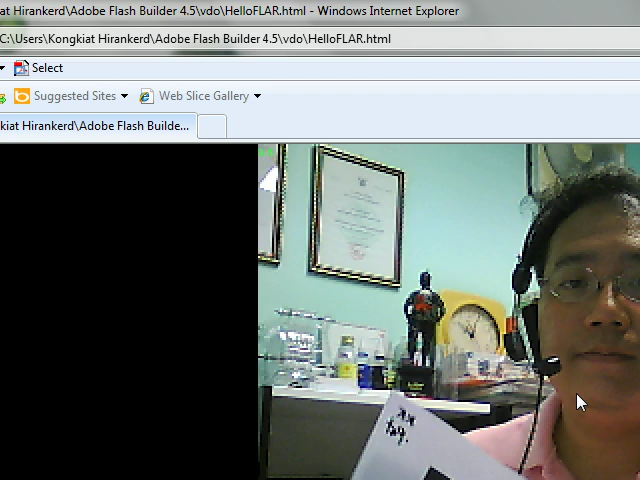 at Hirankerd\Adobe Flash Builder 4.5\vdo\HelloFLAR.html - Windows Internet Explorer
C:\Users\Kongkiat Hirankerd\Adobe Flash Builder 4.5\vdo\HelloFLAR.html
Select
Suggested Sites Web Slice Gallery
kiat Hirankerd\Adobe Flash Builde...